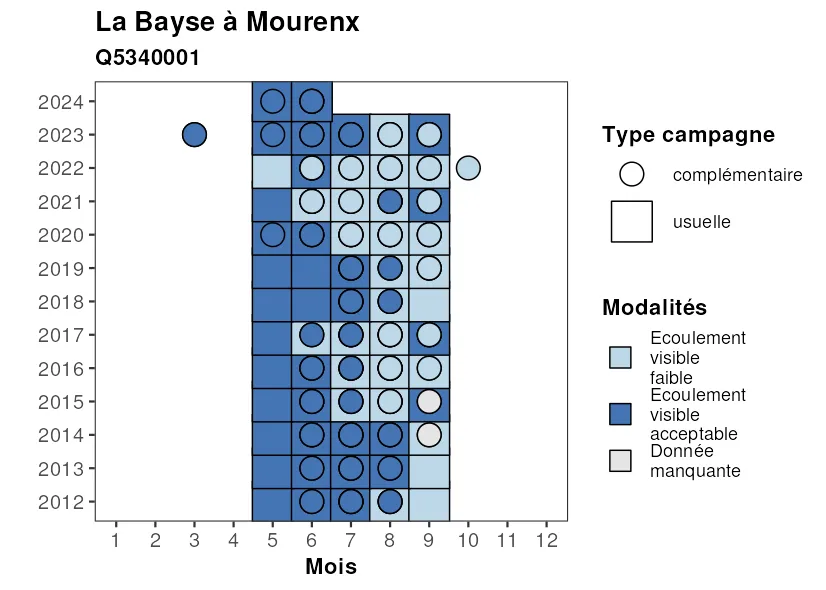 La Bayse à Mourenx
Q5340001
2024
2023
2022
2021
2020
2019
2018
2017
2016
2015
2014
2013
2012
1 2 3 4 5 6 7 8 9 10 11 12
Mois
Type campagne
complémentaire
usuelle
Modalités
Ecoulement
visible
faible
Ecoulement
visible
acceptable
Donnée
manquante